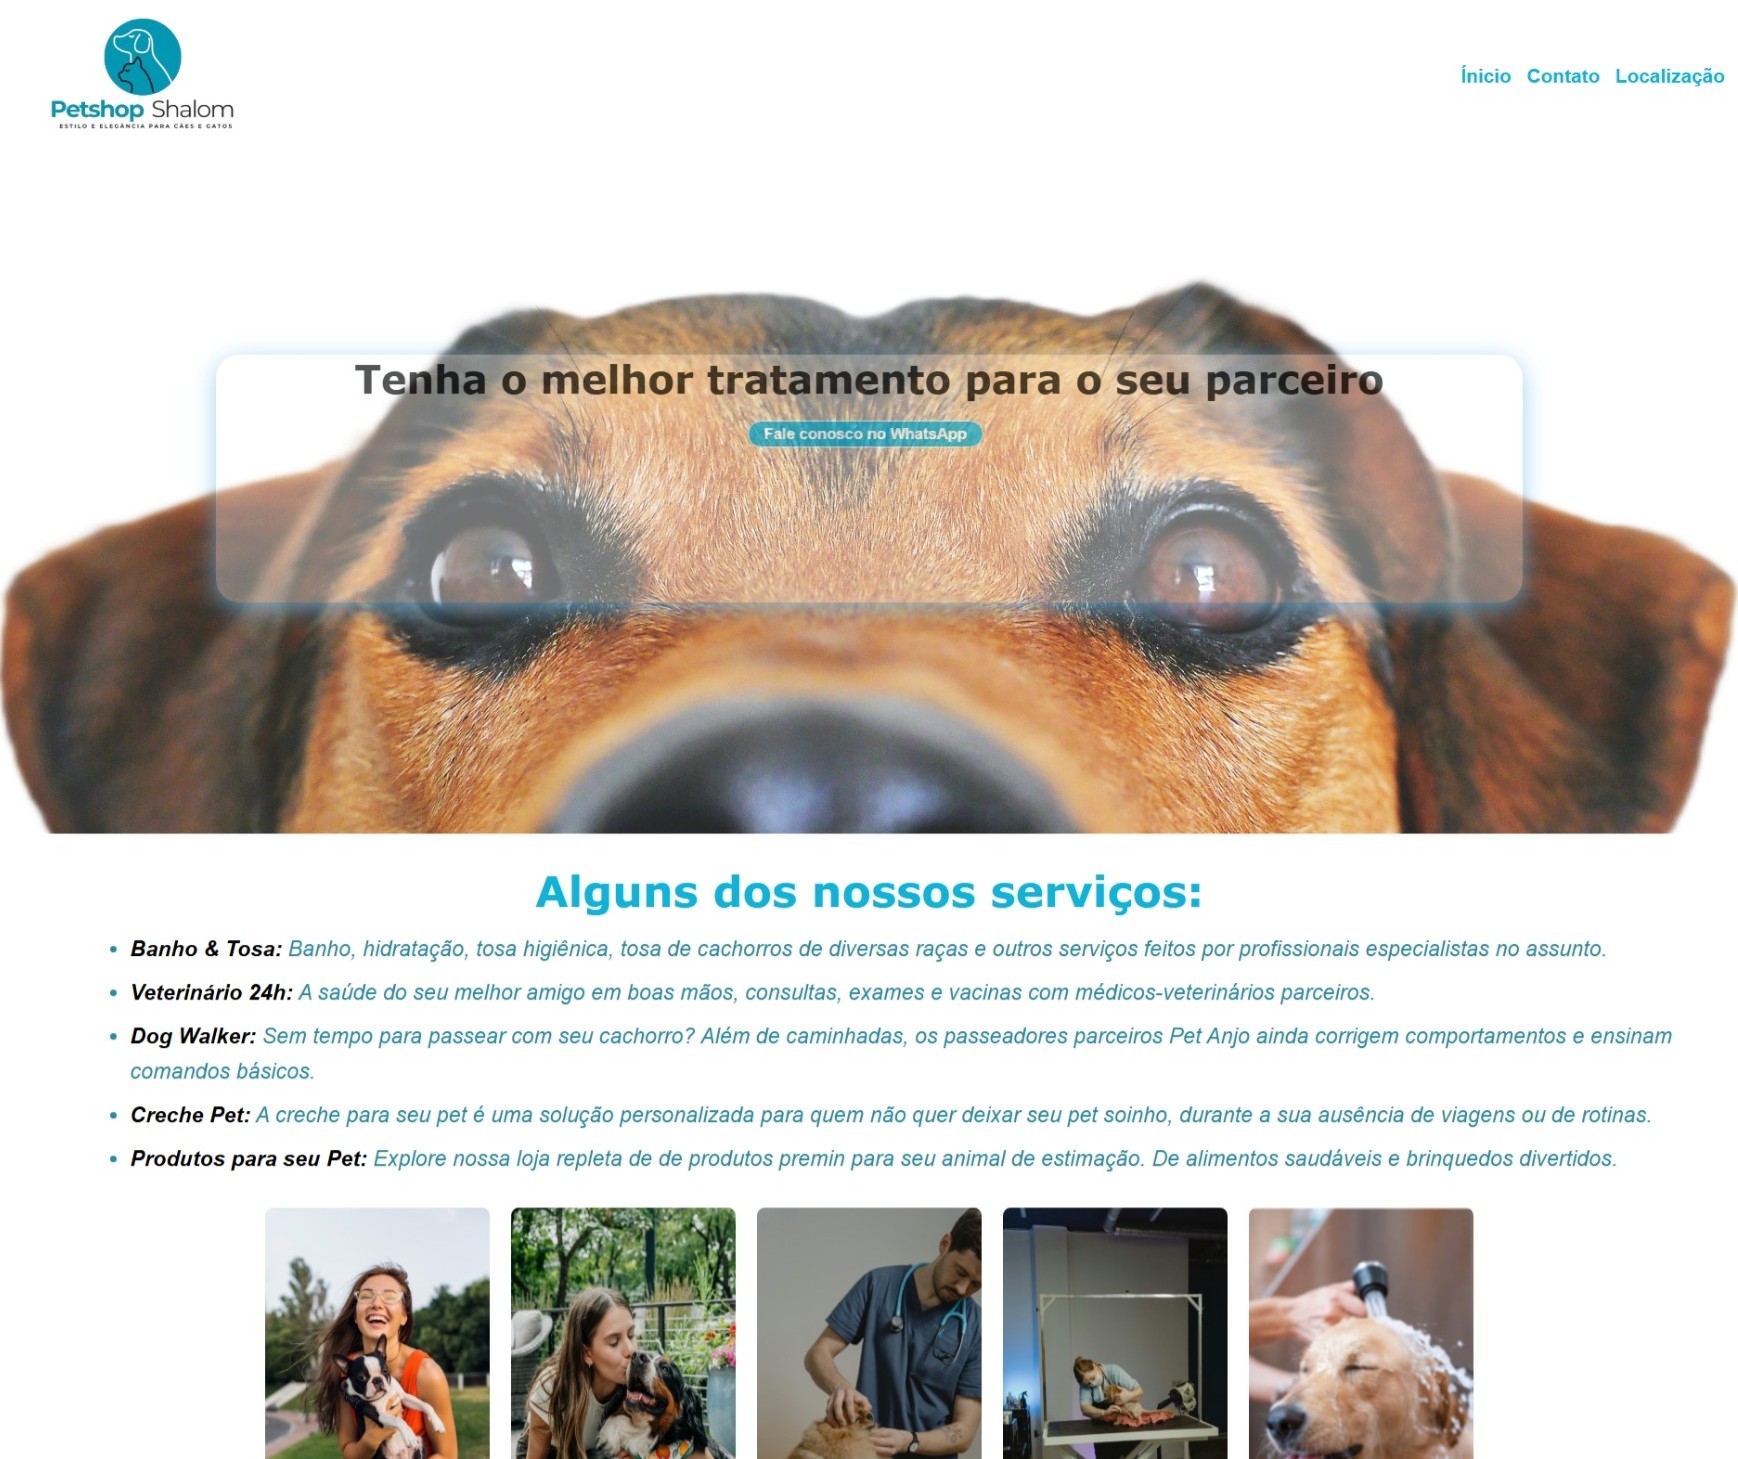 Petshop Shalom
ESTILO E ELEGÂNCIA PARA CÃES E GATOS
Ínicio Contato Localização
Tenha o melhor tratamento para o seu parceiro
Fale conosco no WhatsApp
Alguns dos nossos serviços:
Banho & Tosa: Banho, hidratação, tosa higiênica, tosa de cachorros de diversas raças e outros serviços feitos por profissionais especialistas no assunto.
Veterinário 24h: A saúde do seu melhor amigo em boas mãos, consultas, exames e vacinas com médicos-veterinários parceiros.
Dog Walker: Sem tempo para passear com seu cachorro? Além de caminhadas, os passeadores parceiros Pet Anjo ainda corrigem comportamentos e ensinam
comandos básicos.
Creche Pet: A creche para seu pet é uma solução personalizada para quem não quer deixar seu pet soinho, durante a sua ausência de viagens ou de rotinas.
Produtos para seu Pet: Explore nossa loja repleta de de produtos premin para seu animal de estimação. De alimentos saudáveis e brinquedos divertidos.